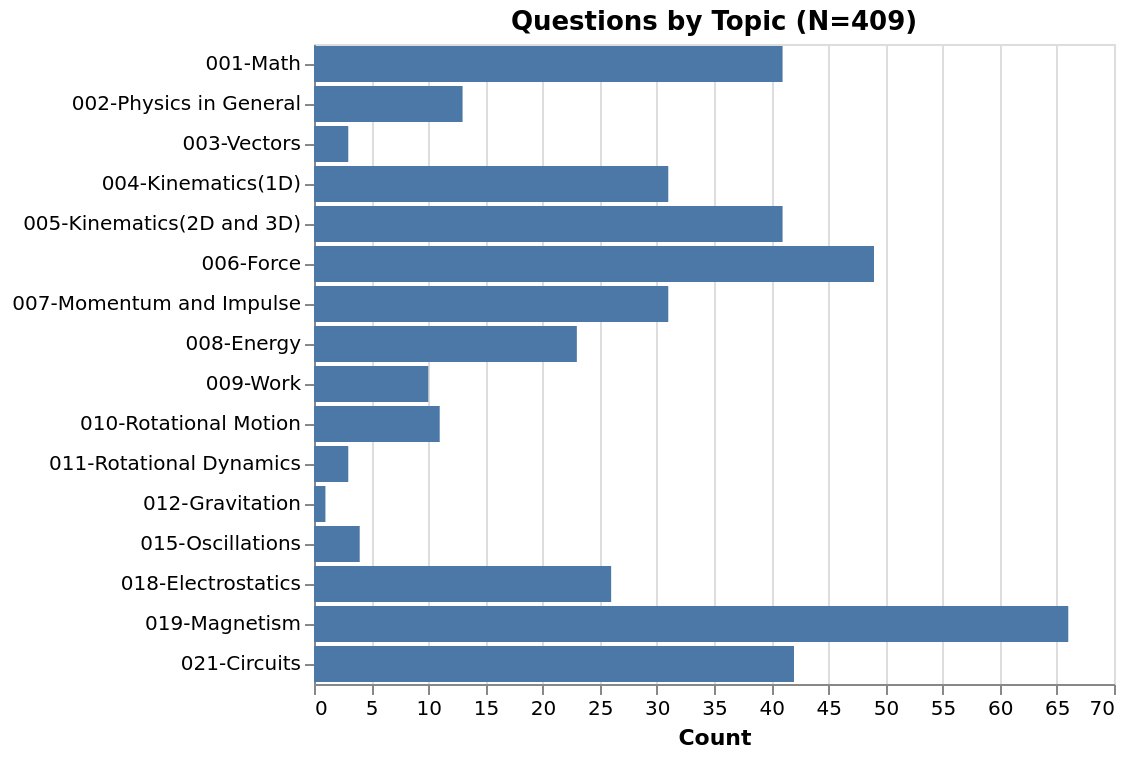 Questions by Topic (N=409)
001-Math
002-Physics in General
003-Vectors
004-Kinematics(1D)
005-Kinematics(2D and 3D)
006-Force
007-Momentum and Impulse
008-Energy
009-Work
010-Rotational Motion
011-Rotational Dynamics
012-Gravitation
015-Oscillations
018-Electrostatics
019-Magnetism
021-Circuits
0 5 10 15 20 25 30 35 40 45 50 55 60 65 70
Count